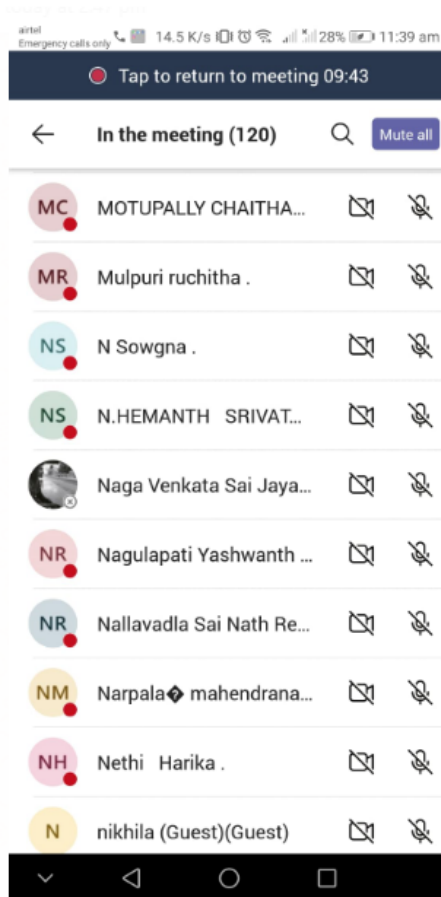 airtel
Emergency calls only 14.5 K/s 28% 11:39 am
Tap to return to meeting 09:43
In the meeting (120) Mute all
MC MOTUPALLY CHAITHA...
MR Mulpuri ruchitha .
NS N Sowgna .
NS N.HEMANTH SRIVAT...
Naga Venkata Sai Jaya...
NR Nagulapati Yashwanth ...
NR Nallavadla Sai Nath Re...
NM Narpala� mahendrana...
NH Nethi Harika .
N nikhila (Guest)(Guest)